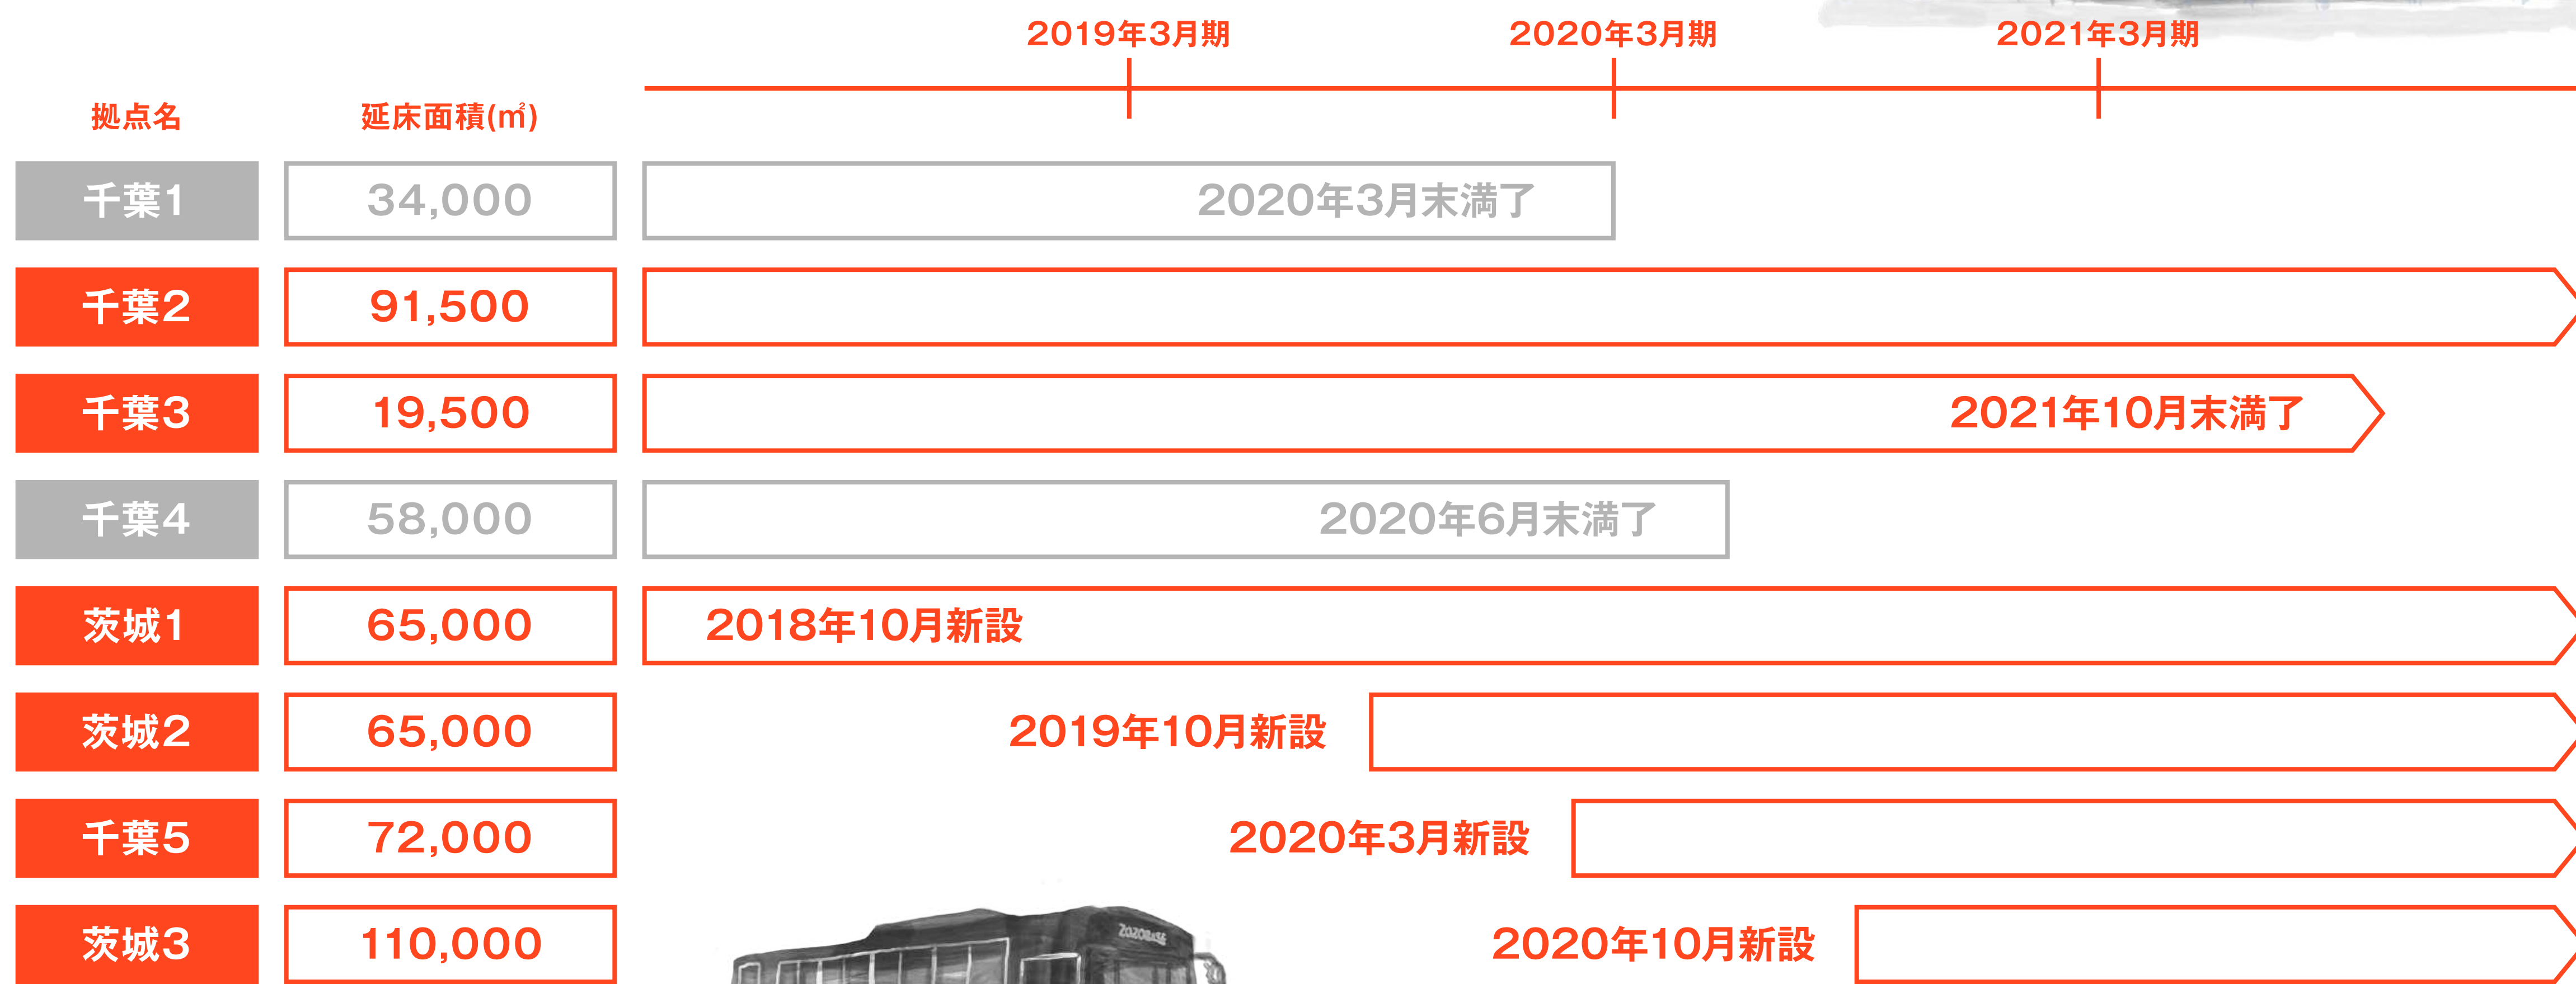 2019年3月期 2020年3月期 2021年3月期
拠点名 延床面積(㎡)
千葉1 34,000 2020年3月末満了
千葉2 91,500
千葉3 19,500 2021年10月末満了
千葉4 58,000 2020年6月末満了
茨城1 65,000 2018年10月新設
茨城2 65,000 2019年10月新設
千葉5 72,000 2020年3月新設
茨城3 110,000 2020年10月新設
ZOZOBASE